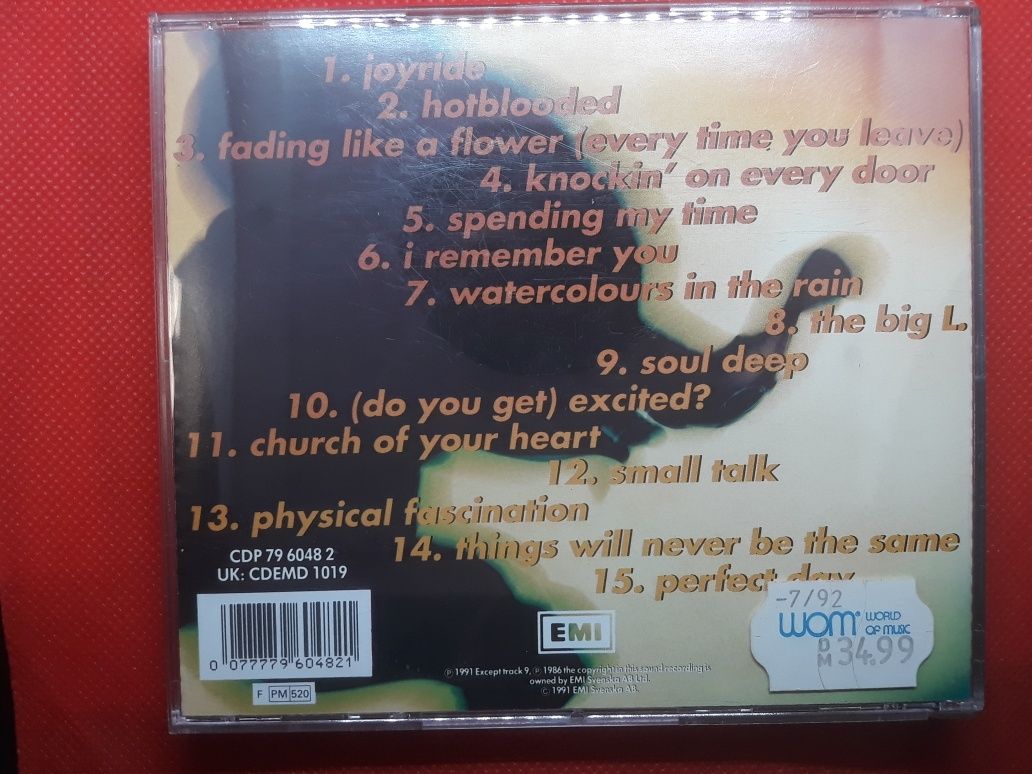 1. joyride
2. hotblooded
3. fading like a flower (every time you leave)
4. knockin' on every door
5. spending my time
6. i remember you
7. watercolours in the rain
8. the big L.
9. soul deep
10. (do you get) excited?
11. church of your heart
12. small talk
13. physical fascination
14. things will never be the same
15. perfect day
CDP 79 6048 2
UK: CDEMD 1019
0 077779 604821
F PM 520
EMI
℗ 1991 Except track 9, ℗ 1986 the copyright in this sound recording is
owned by EMI Svenska AB Ltd.
© 1991 EMI Svenska AB.
-7/92
WOM® WORLD
OF MUSIC
DM 34.99